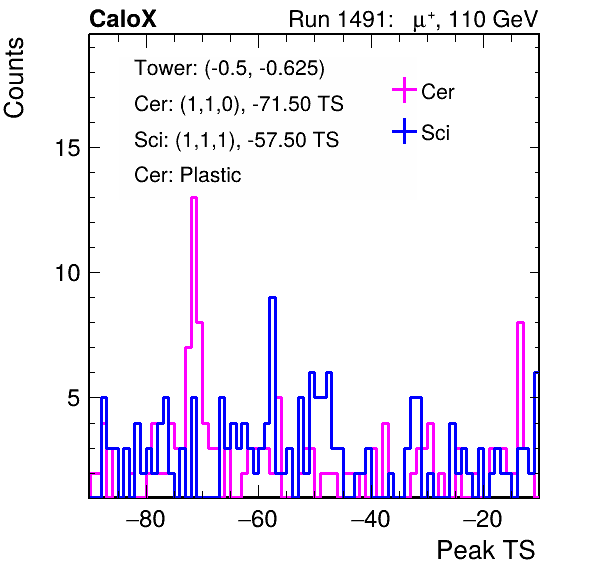 CaloX Run 1491: μ⁺, 110 GeV
Counts
Tower: (-0.5, -0.625)
Cer: (1,1,0), -71.50 TS
Sci: (1,1,1), -57.50 TS
Cer: Plastic
Cer
Sci
15
10
5
−80 −60 −40 −20
Peak TS